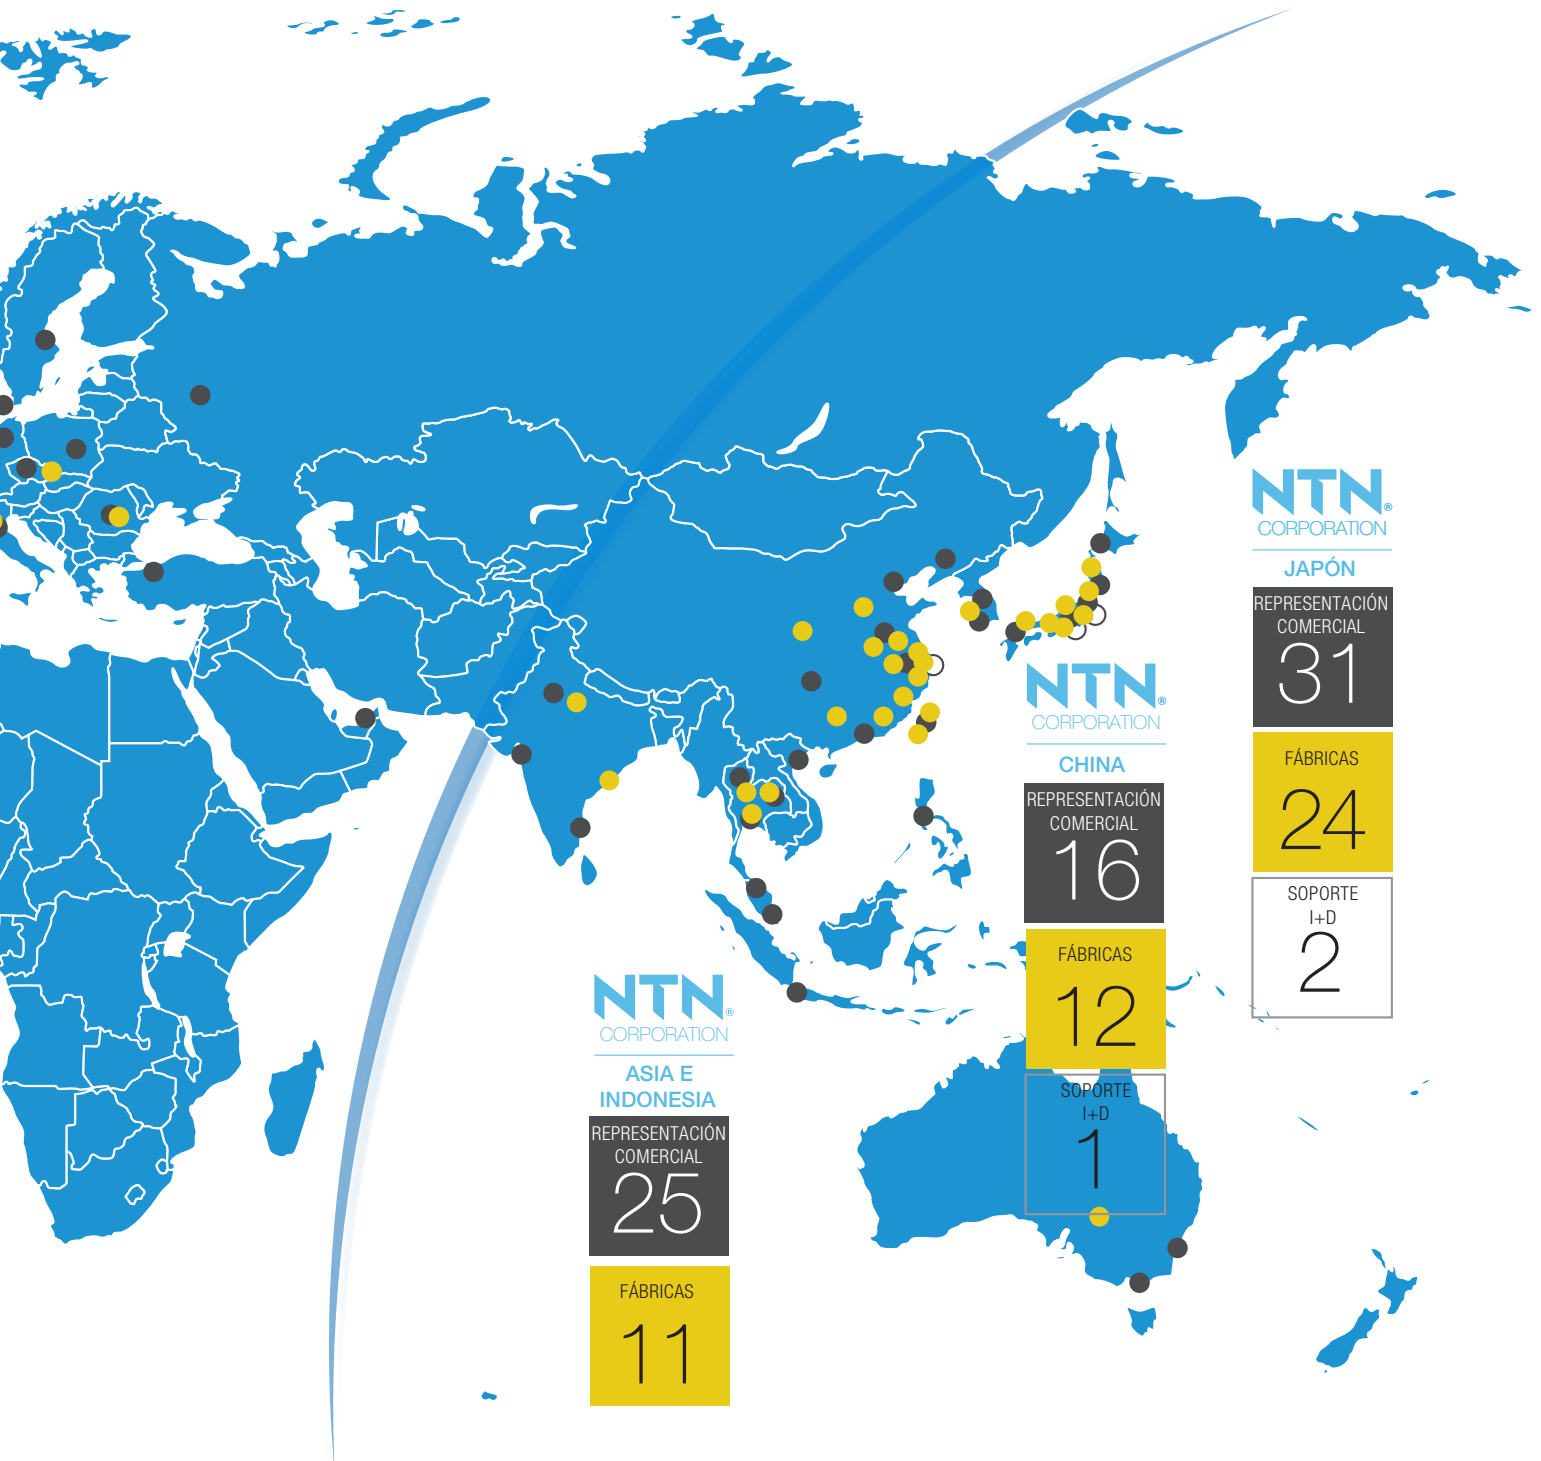 NTN®
CORPORATION
JAPÓN
REPRESENTACIÓN
COMERCIAL
31
FÁBRICAS
24
SOPORTE
I+D
2
NTN®
CORPORATION
CHINA
REPRESENTACIÓN
COMERCIAL
16
FÁBRICAS
12
SOPORTE
I+D
1
NTN®
CORPORATION
ASIA E
INDONESIA
REPRESENTACIÓN
COMERCIAL
25
FÁBRICAS
11